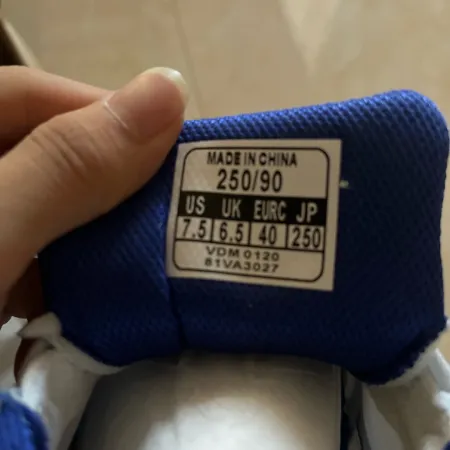 MADE IN CHINA
250/90
US UK EURC JP
7.5 6.5 40 250
VDM 0120
81VA3027